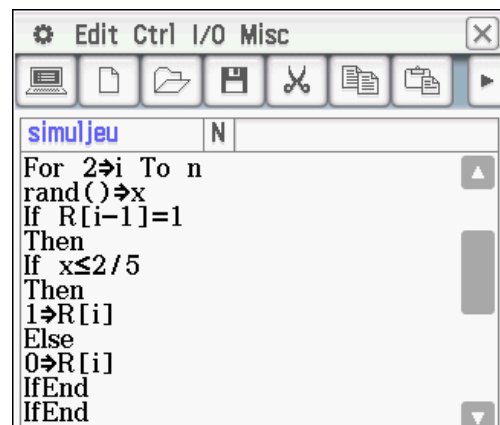 Edit Ctrl I/O Misc
simuljeu N
For 2⇒i To n
rand()⇒x
If R[i−1]=1
Then
If x≤2/5
Then
1⇒R[i]
Else
0⇒R[i]
IfEnd
IfEnd